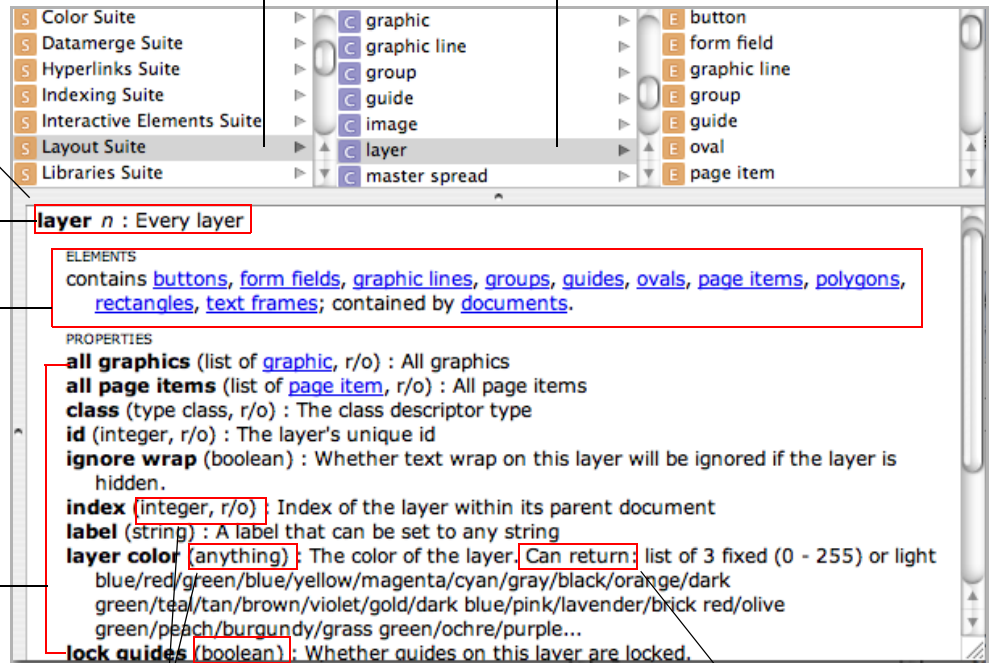 S Color Suite
S Datamerge Suite
S Hyperlinks Suite
S Indexing Suite
S Interactive Elements Suite
S Layout Suite
S Libraries Suite
C graphic
C graphic line
C group
C guide
C image
C layer
C master spread
E button
E form field
E graphic line
E group
E guide
E oval
E page item
layer n : Every layer
ELEMENTS
contains buttons, form fields, graphic lines, groups, guides, ovals, page items, polygons,
rectangles, text frames; contained by documents.
PROPERTIES
all graphics (list of graphic, r/o) : All graphics
all page items (list of page item, r/o) : All page items
class (type class, r/o) : The class descriptor type
id (integer, r/o) : The layer's unique id
ignore wrap (boolean) : Whether text wrap on this layer will be ignored if the layer is
hidden.
index (integer, r/o) : Index of the layer within its parent document
label (string) : A label that can be set to any string
layer color (anything) : The color of the layer. Can return: list of 3 fixed (0 - 255) or light
blue/red/green/blue/yellow/magenta/cyan/gray/black/orange/dark
green/teal/tan/brown/violet/gold/dark blue/pink/lavender/brick red/olive
green/peach/burgundy/grass green/ochre/purple...
lock guides (boolean) : Whether guides on this layer are locked.